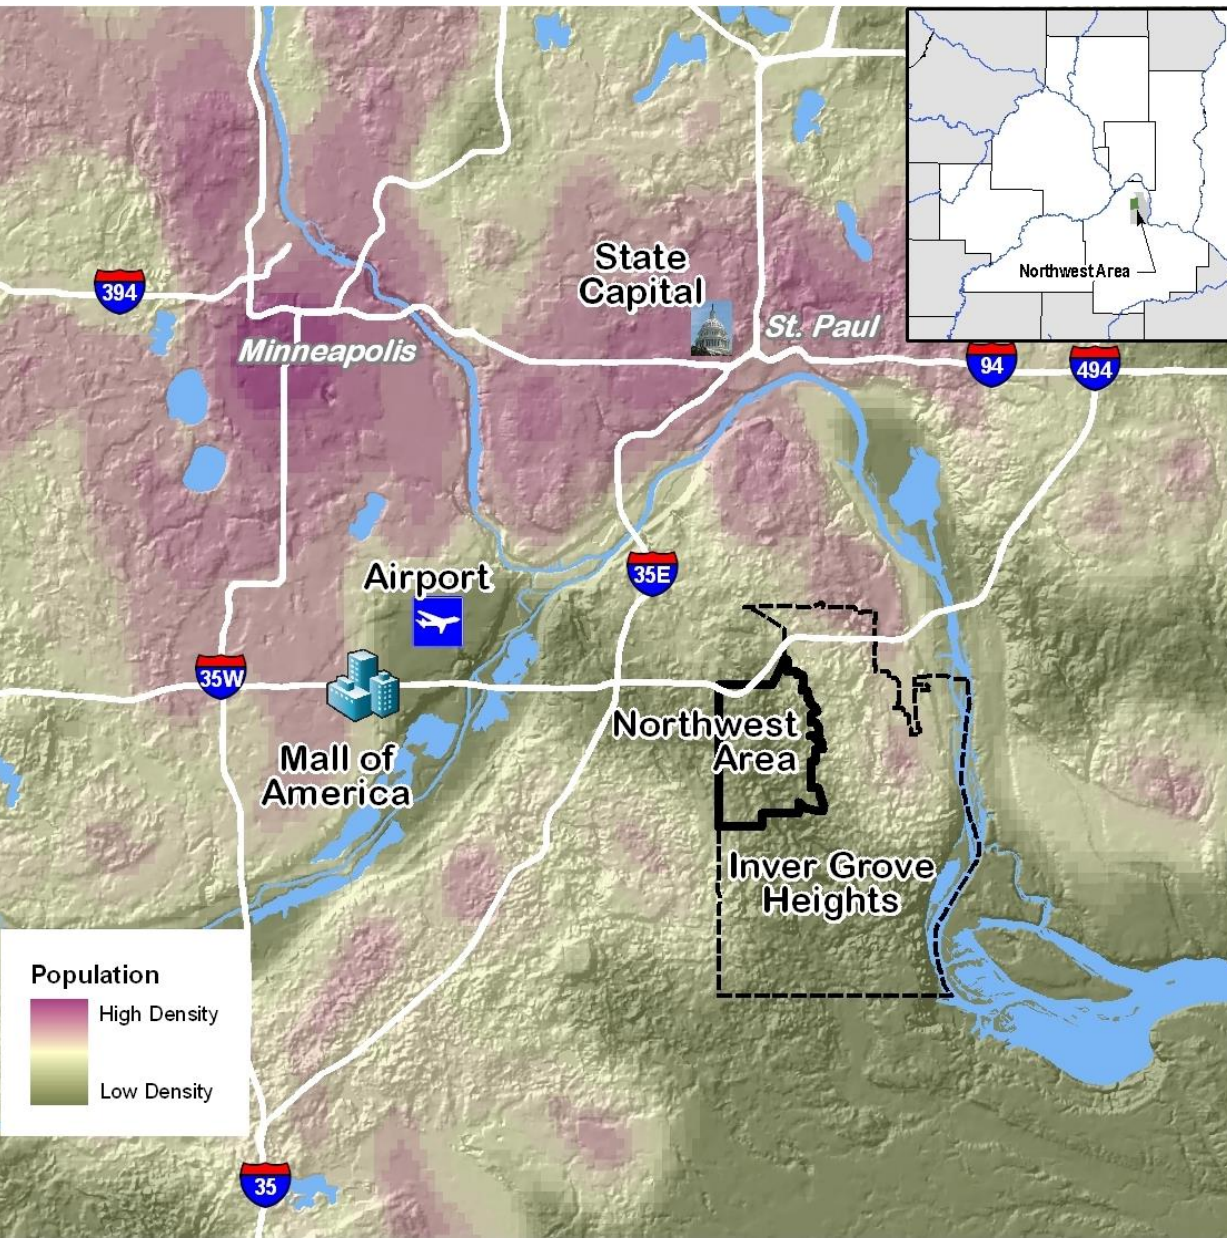 Northwest Area
State
Capital
394
St. Paul
Minneapolis
94
494
Airport
35E
35W
Northwest
Area
Mall of
America
Inver Grove
Heights
Population
High Density
Low Density
35